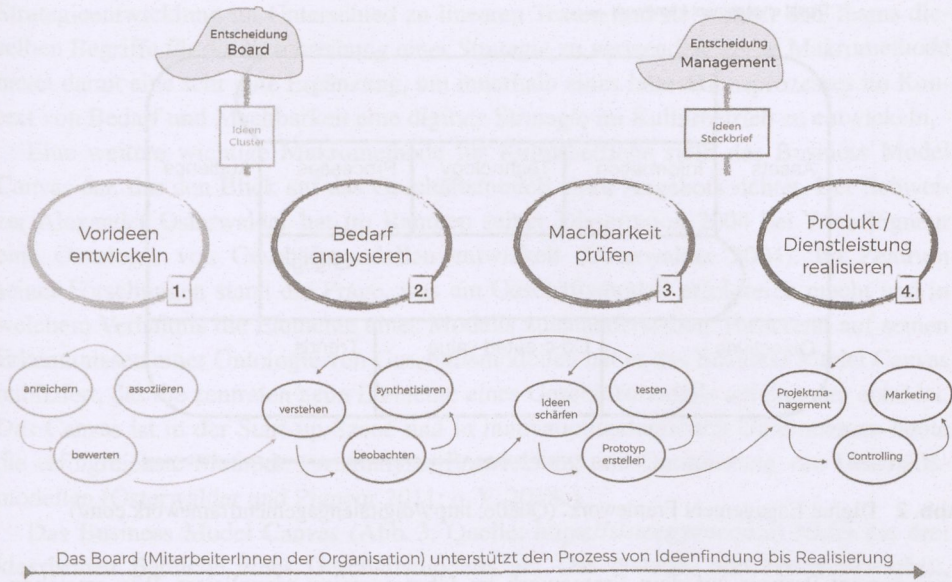 Entscheidung
Board
Entscheidung
Management
Ideen
Cluster
Ideen
Steckbrief
Vorideen
entwickeln
1.
Bedarf
analysieren
2.
Machbarkeit
prüfen
3.
Produkt /
Dienstleistung
realisieren
4.
anreichern
assoziieren
bewerten
verstehen
synthetisieren
beobachten
Ideen
schärfen
testen
Prototyp
erstellen
Projektma-
nagement
Marketing
Controlling
Das Board (MitarbeiterInnen der Organisation) unterstützt den Prozess von Ideenfindung bis Realisierung